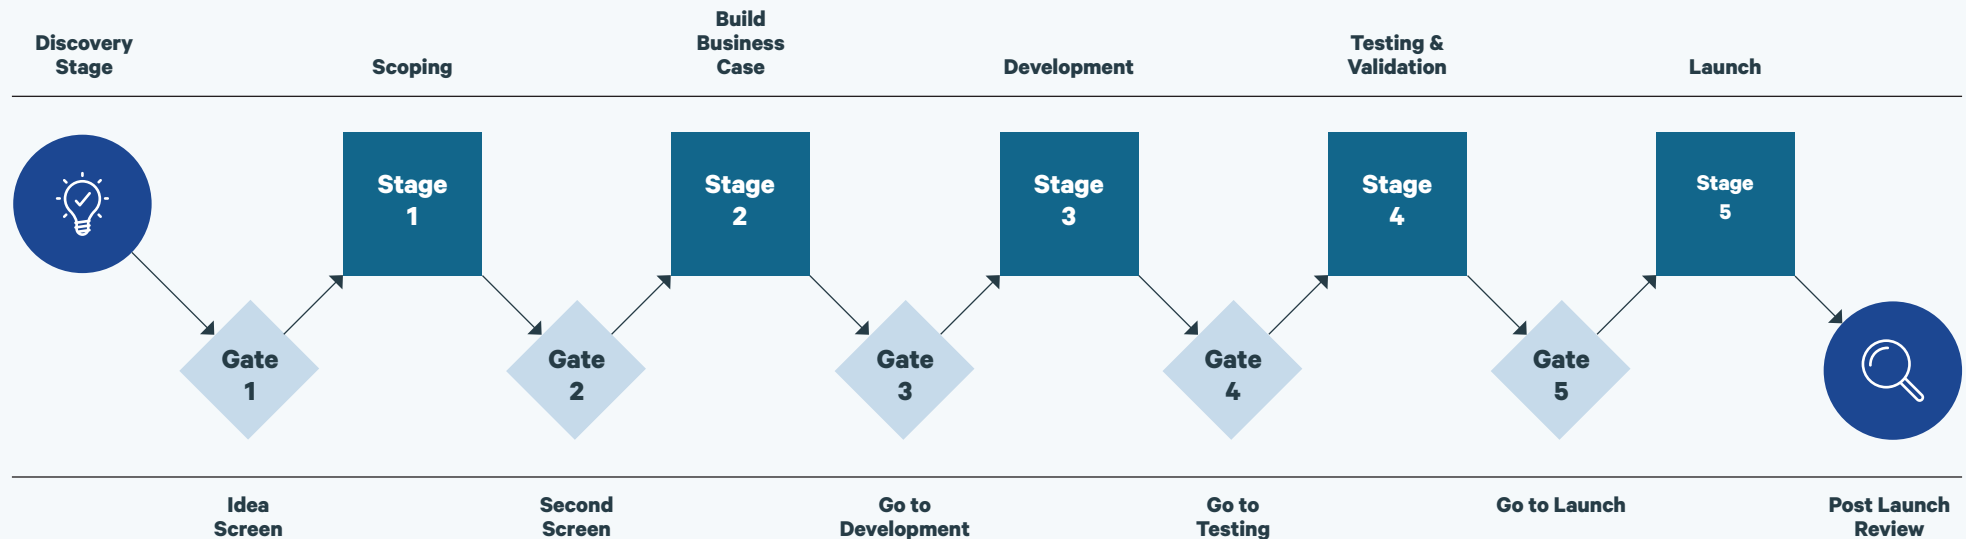 Discovery
Stage
Scoping
Build
Business
Case
Development
Testing &
Validation
Launch
Stage
1
Stage
2
Stage
3
Stage
4
Stage
5
Gate
1
Gate
2
Gate
3
Gate
4
Gate
5
Idea
Screen
Second
Screen
Go to
Development
Go to
Testing
Go to Launch
Post Launch
Review